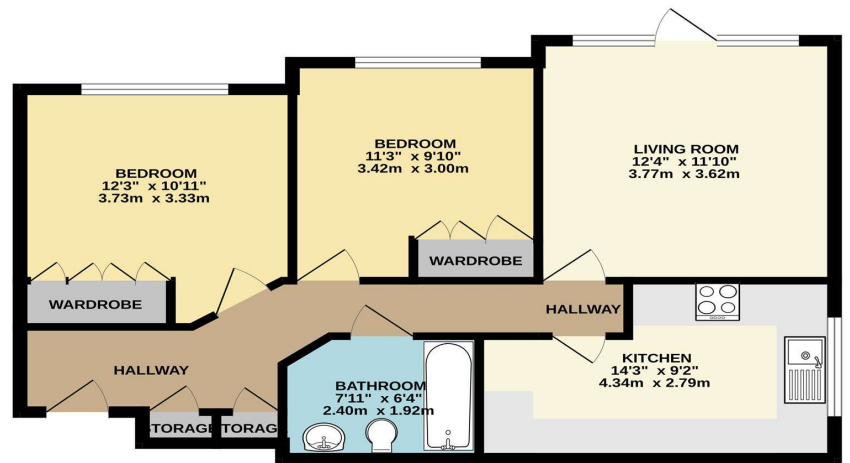 BEDROOM
12'3" x 10'11"
3.73m x 3.33m
WARDROBE
BEDROOM
11'3" x 9'10"
3.42m x 3.00m
WARDROBE
LIVING ROOM
12'4" x 11'10"
3.77m x 3.62m
HALLWAY
HALLWAY
KITCHEN
14'3" x 9'2"
4.34m x 2.79m
BATHROOM
7'11" x 6'4"
2.40m x 1.92m
STORAGE
STORAGE